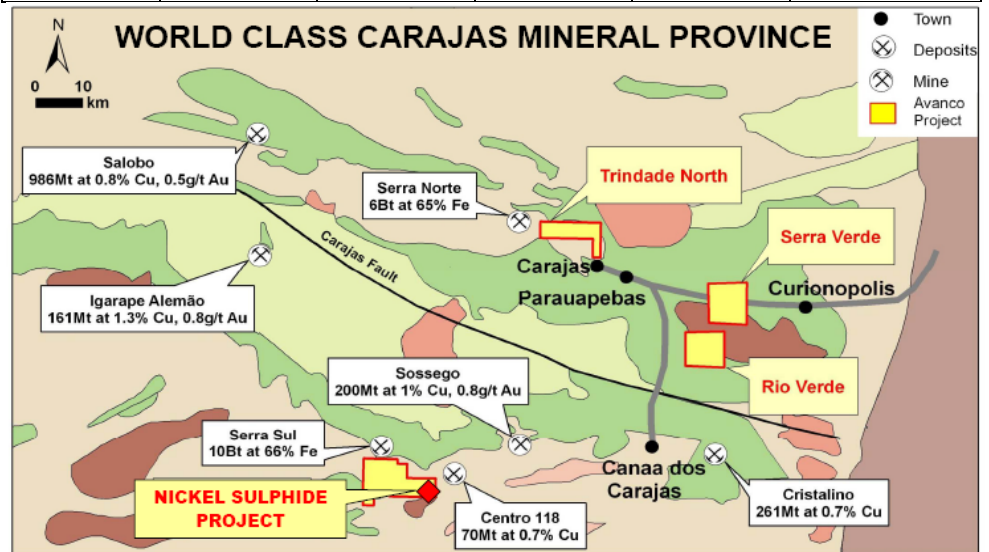 WORLD CLASS CARAJAS MINERAL PROVINCE
N
0 10
km
Town
Deposits
Mine
Avanco
Project
Salobo
986Mt at 0.8% Cu, 0.5g/t Au
Serra Norte
6Bt at 65% Fe
Trindade North
Serra Verde
Carajas Fault
Carajas
Parauapebas
Curionopolis
Igarape Alemão
161Mt at 1.3% Cu, 0.8g/t Au
Sossego
200Mt at 1% Cu, 0.8g/t Au
Rio Verde
Serra Sul
10Bt at 66% Fe
Canaa dos
Carajas
NICKEL SULPHIDE
PROJECT
Centro 118
70Mt at 0.7% Cu
Cristalino
261Mt at 0.7% Cu